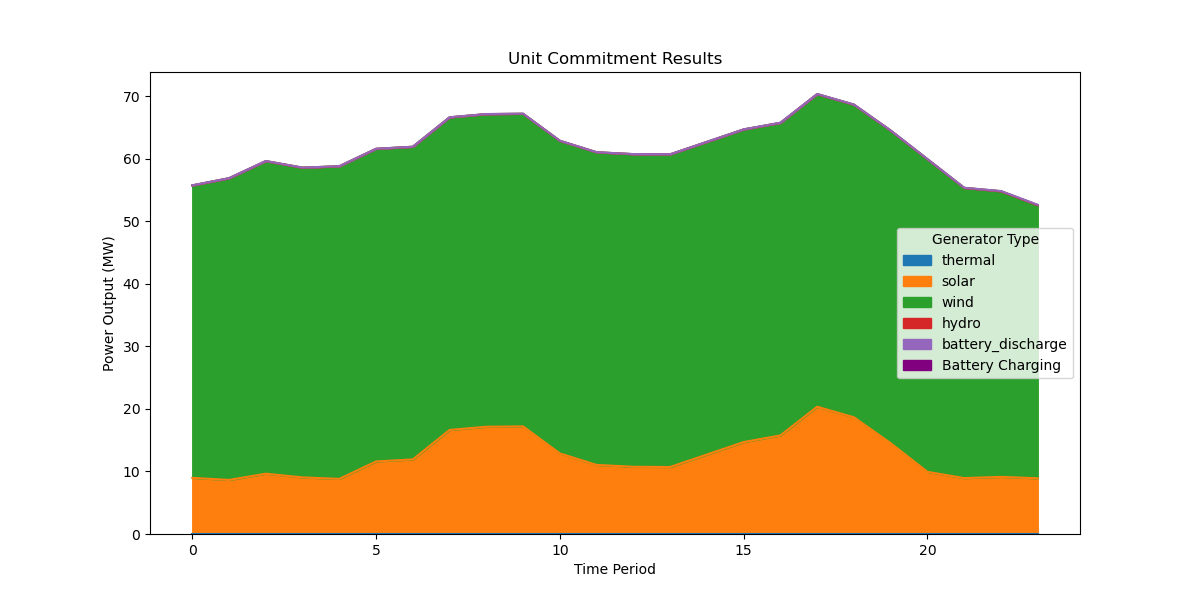 Unit Commitment Results
Power Output (MW)
70
60
50
40
30
20
10
0
Generator Type
thermal
solar
wind
hydro
battery_discharge
Battery Charging
0 5 10 15 20
Time Period